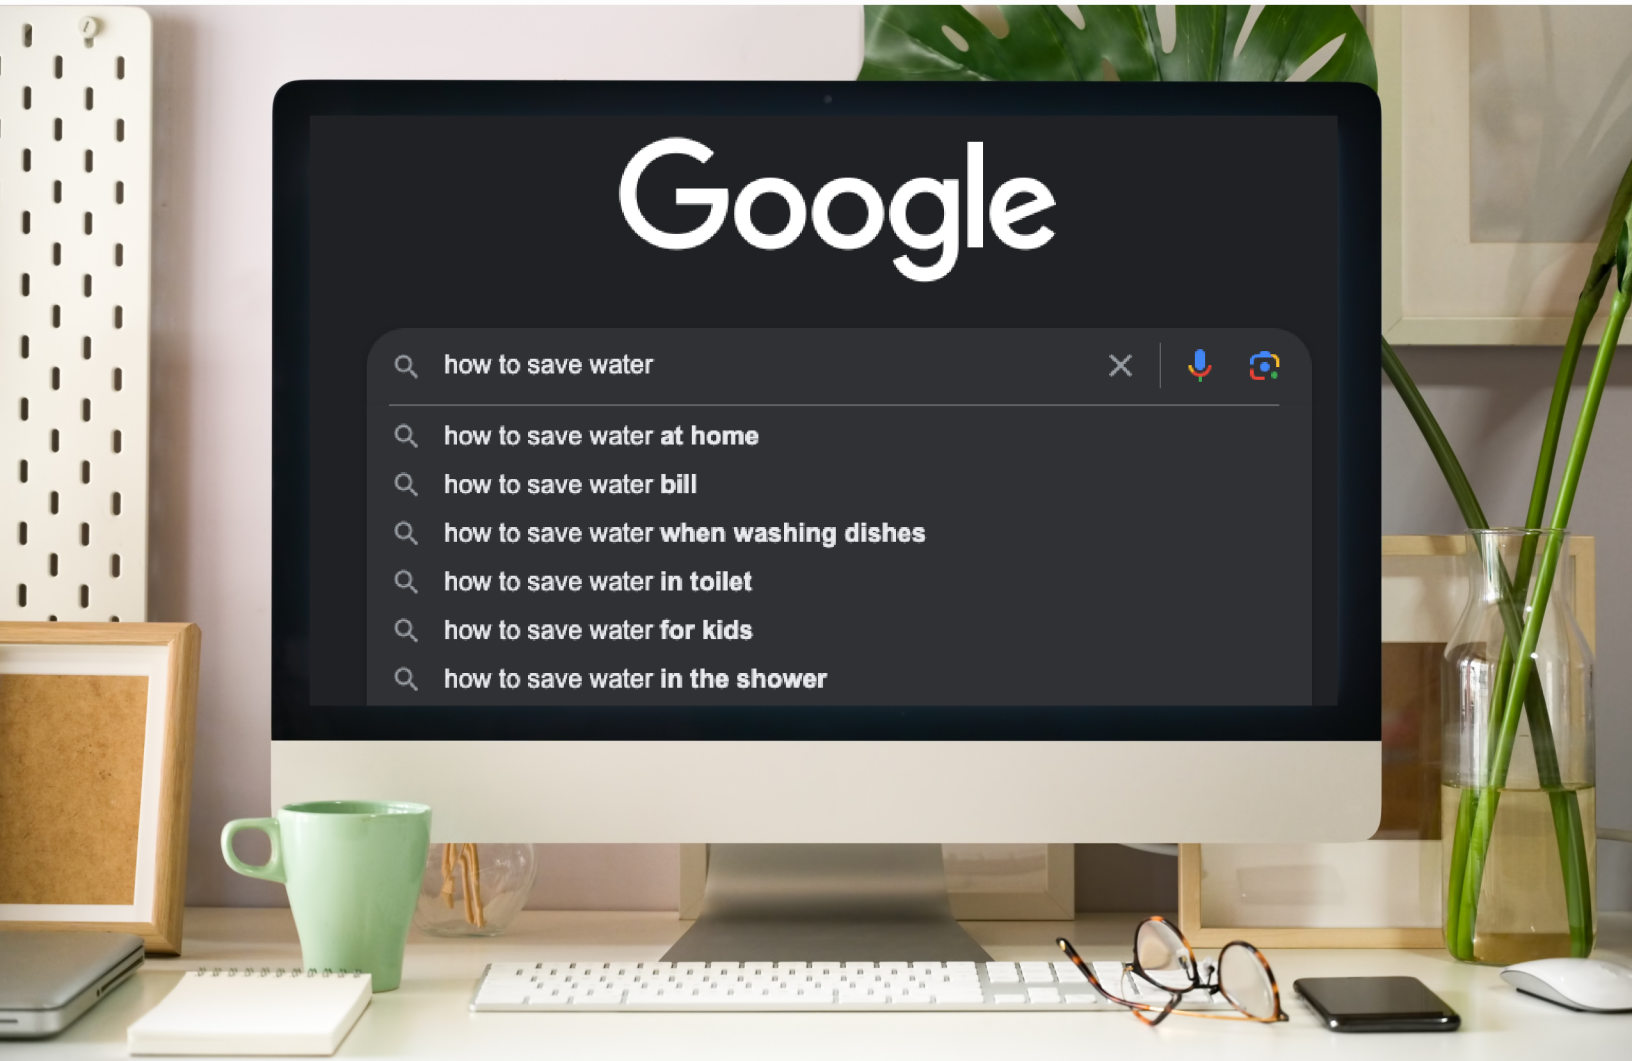 Google
how to save water
how to save water at home
how to save water bill
how to save water when washing dishes
how to save water in toilet
how to save water for kids
how to save water in the shower